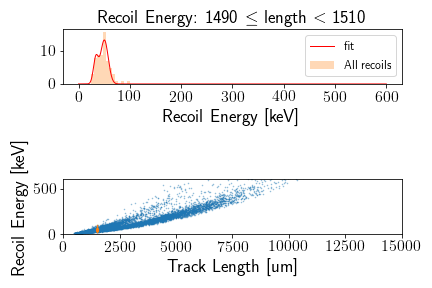 Recoil Energy: 1490 ≤ length < 1510
10
0
fit
All recoils
0 100 200 300 400 500 600
Recoil Energy [keV]
Recoil Energy [keV]
500
0
0 2500 5000 7500 10000 12500 15000
Track Length [um]